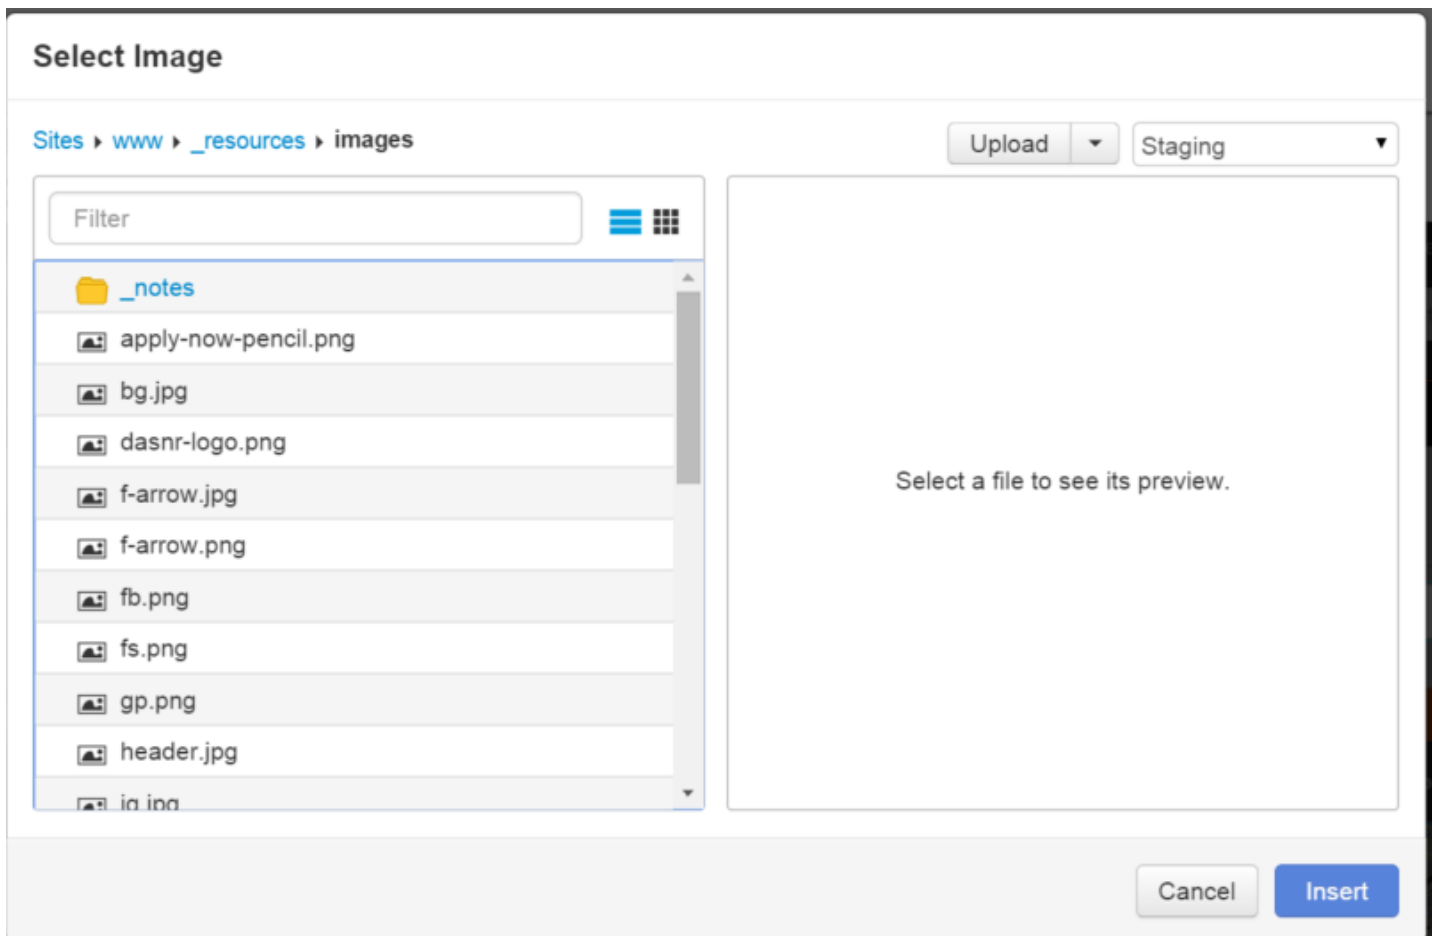 Select Image
Sites www _resources images
Upload
Staging
Filter
_notes
apply-now-pencil.png
bg.jpg
dasnr-logo.png
f-arrow.jpg
f-arrow.png
fb.png
fs.png
gp.png
header.jpg
Select a file to see its preview.
Cancel
Insert